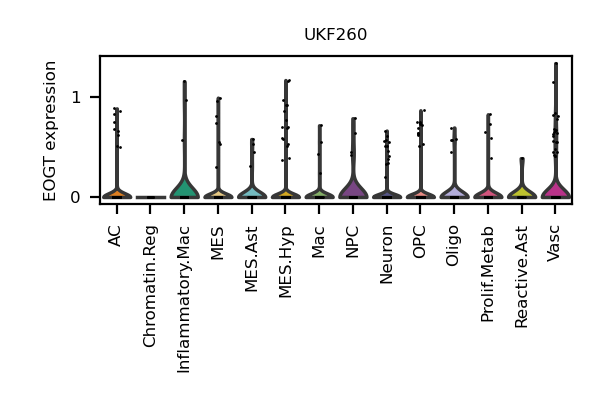 UKF260
EOGT expression
1
0
AC
Chromatin.Reg
Inflammatory.Mac
MES
MES.Ast
MES.Hyp
Mac
NPC
Neuron
OPC
Oligo
Prolif.Metab
Reactive.Ast
Vasc